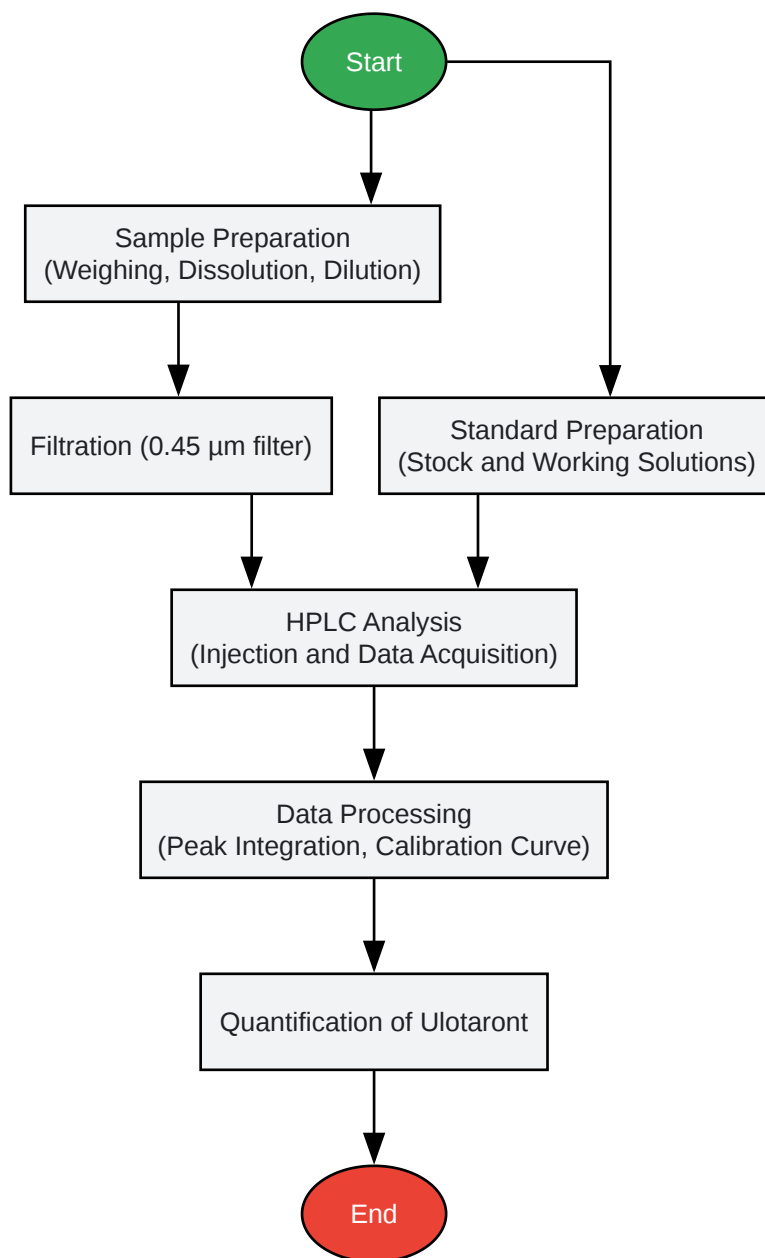 Start
Sample Preparation
(Weighing, Dissolution, Dilution)
Filtration (0.45 µm filter)
Standard Preparation
(Stock and Working Solutions)
HPLC Analysis
(Injection and Data Acquisition)
Data Processing
(Peak Integration, Calibration Curve)
Quantification of Ulotaront
End